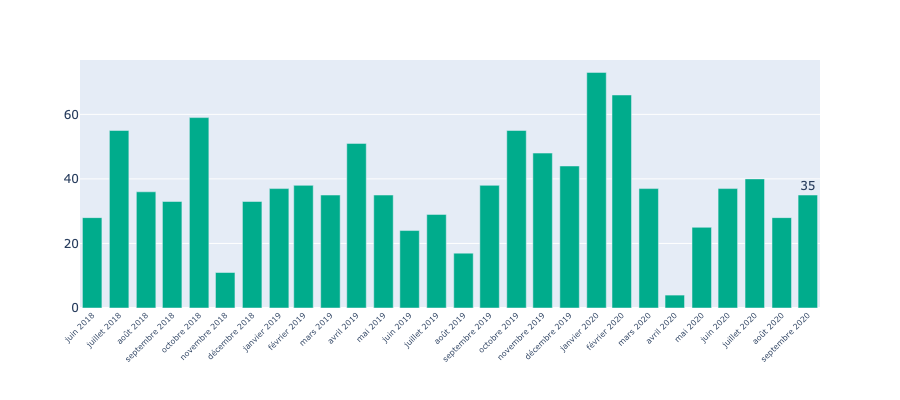 60
40
20
0
35
juin 2018
juillet 2018
août 2018
septembre 2018
octobre 2018
novembre 2018
décembre 2018
janvier 2019
février 2019
mars 2019
avril 2019
mai 2019
juin 2019
juillet 2019
août 2019
septembre 2019
octobre 2019
novembre 2019
décembre 2019
janvier 2020
février 2020
mars 2020
avril 2020
mai 2020
juin 2020
juillet 2020
août 2020
septembre 2020